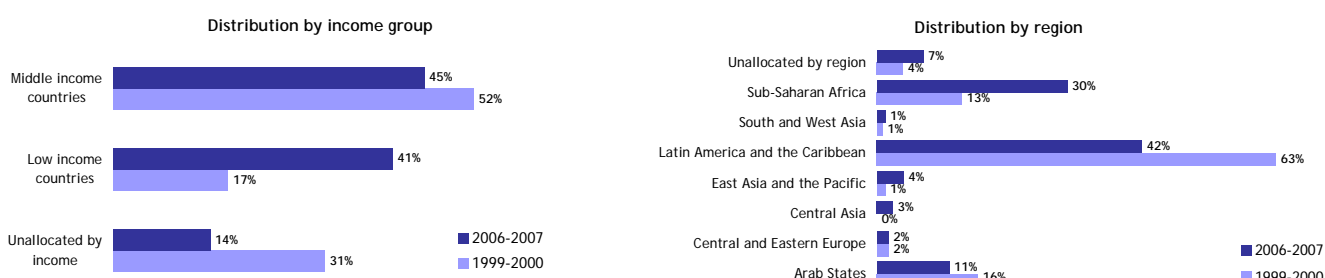 Distribution by income group
Middle income
countries
45%
52%
Low income
countries
41%
17%
Unallocated by
income
14%
31%
2006-2007
1999-2000
Distribution by region
Unallocated by region
7%
4%
Sub-Saharan Africa
30%
13%
South and West Asia
1%
1%
Latin America and the Caribbean
42%
63%
East Asia and the Pacific
4%
1%
Central Asia
3%
0%
Central and Eastern Europe
2%
2%
Arab States
11%
16%
2006-2007
1999-2000